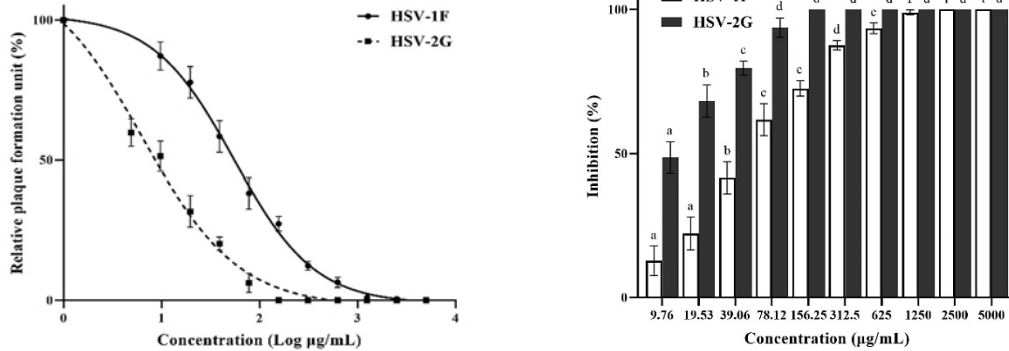 HSV-1F
HSV-2G
Relative plaque formation unit (%)
100
50
0
0
1
2
3
4
Concentration (Log µg/mL)
HSV-2G
Inhibition (%)
100
50
0
a
a
a
b
b
c
c
d
c
d
e
9.76
19.53
39.06
78.12
156.25
312.5
625
1250
2500
5000
Concentration (µg/mL)